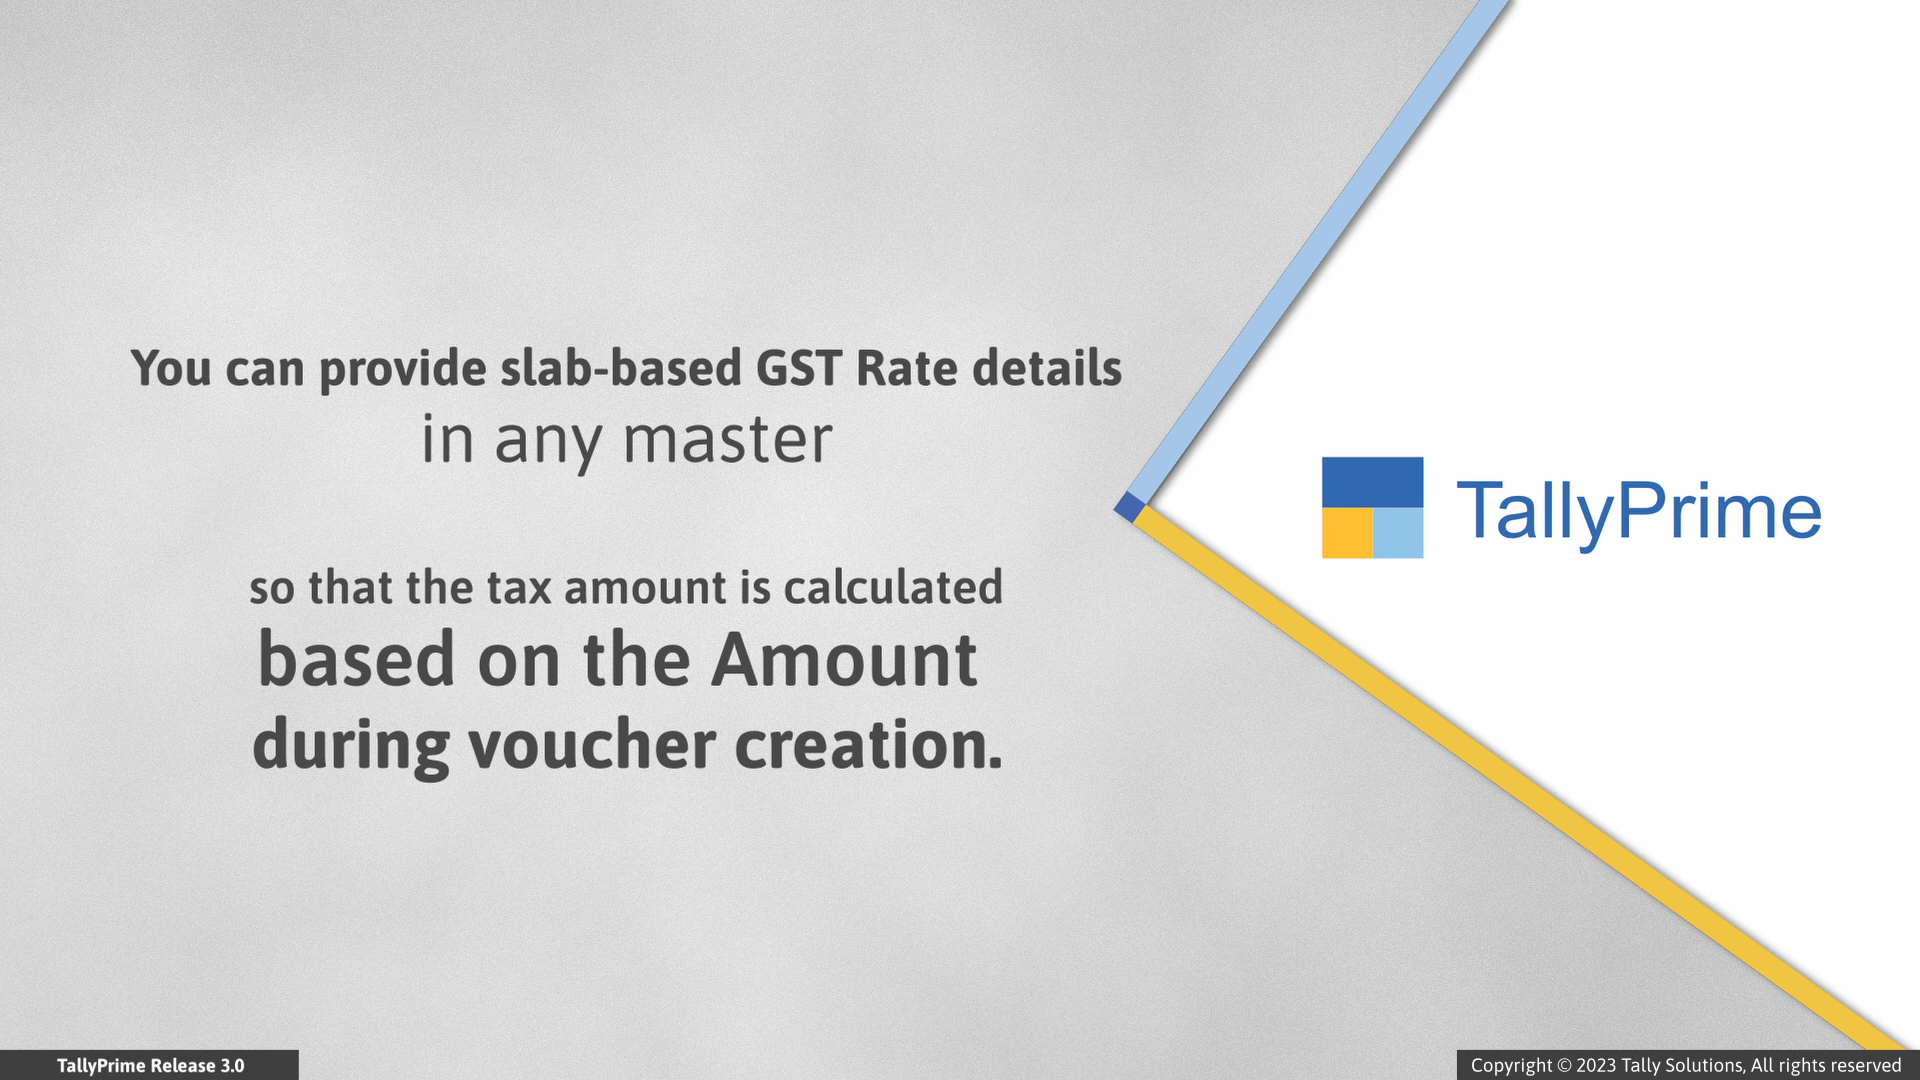 You can provide slab-based GST Rate details
in any master
so that the tax amount is calculated
based on the Amount
during voucher creation.
TallyPrime
TallyPrime Release 3.0
Copyright © 2023 Tally Solutions, All rights reserved